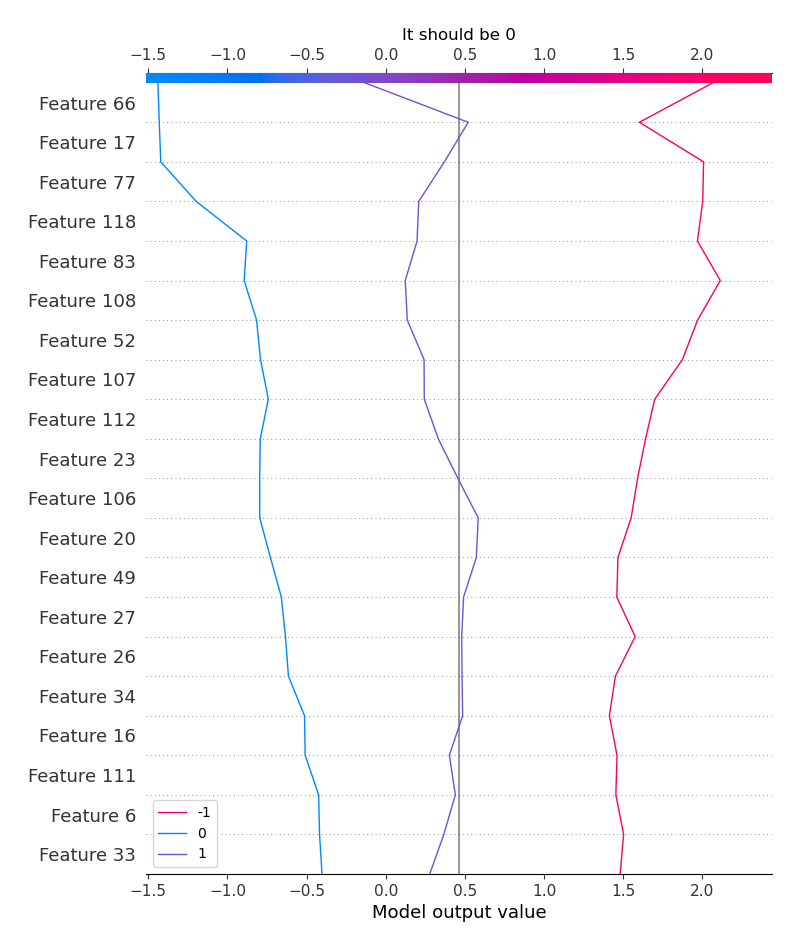 It should be 0
−1.5 −1.0 −0.5 0.0 0.5 1.0 1.5 2.0
Feature 66
Feature 17
Feature 77
Feature 118
Feature 83
Feature 108
Feature 52
Feature 107
Feature 112
Feature 23
Feature 106
Feature 20
Feature 49
Feature 27
Feature 26
Feature 34
Feature 16
Feature 111
Feature 6
Feature 33
-1
0
1
−1.5 −1.0 −0.5 0.0 0.5 1.0 1.5 2.0
Model output value